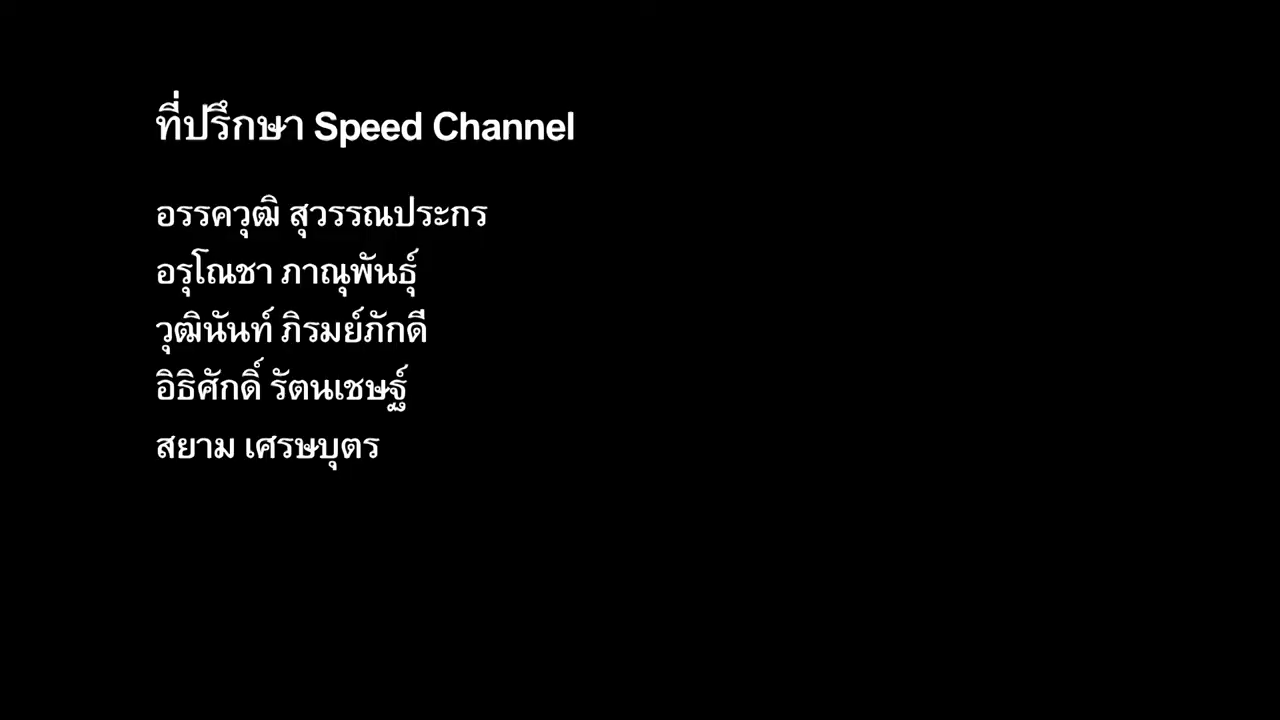 ที่ปรึกษา Speed Channel
อรรควุฒิ สุวรรณประกร
อรุโณชา ภาณุพันธุ์
วุฒินันท์ ภิรมย์ภักดี
อิธิศักดิ์ รัตนเชษฐ์
สยาม เศรษบุตร